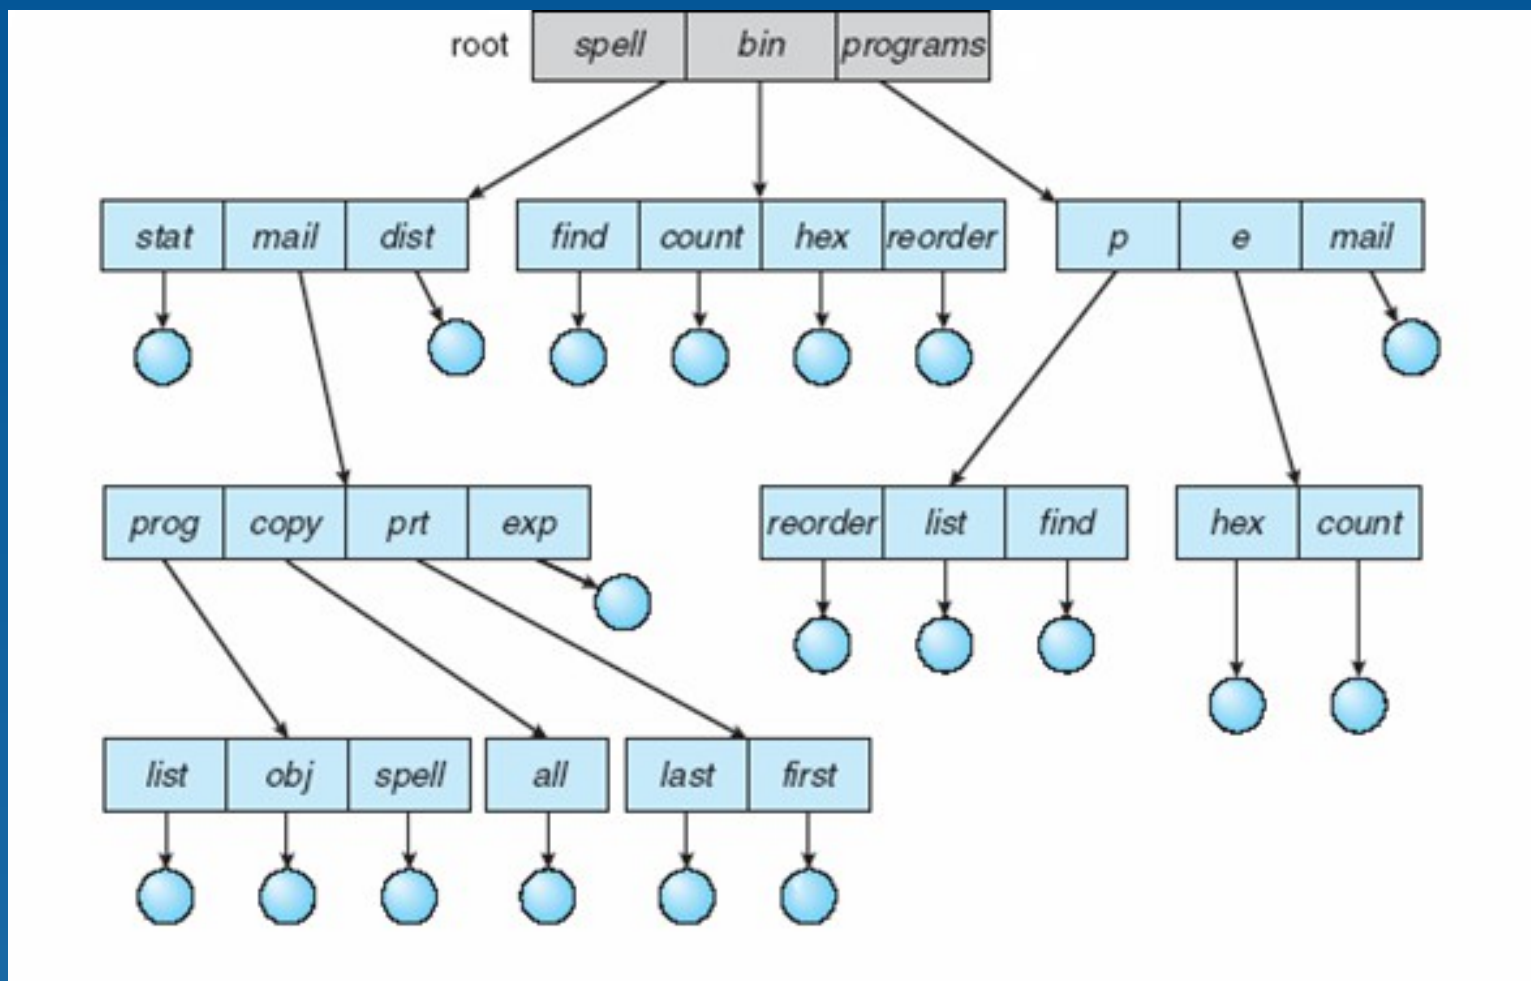 root spell bin programs
stat mail dist find count hex reorder p e mail
prog copy prt exp reorder list find hex count
list obj spell all last first